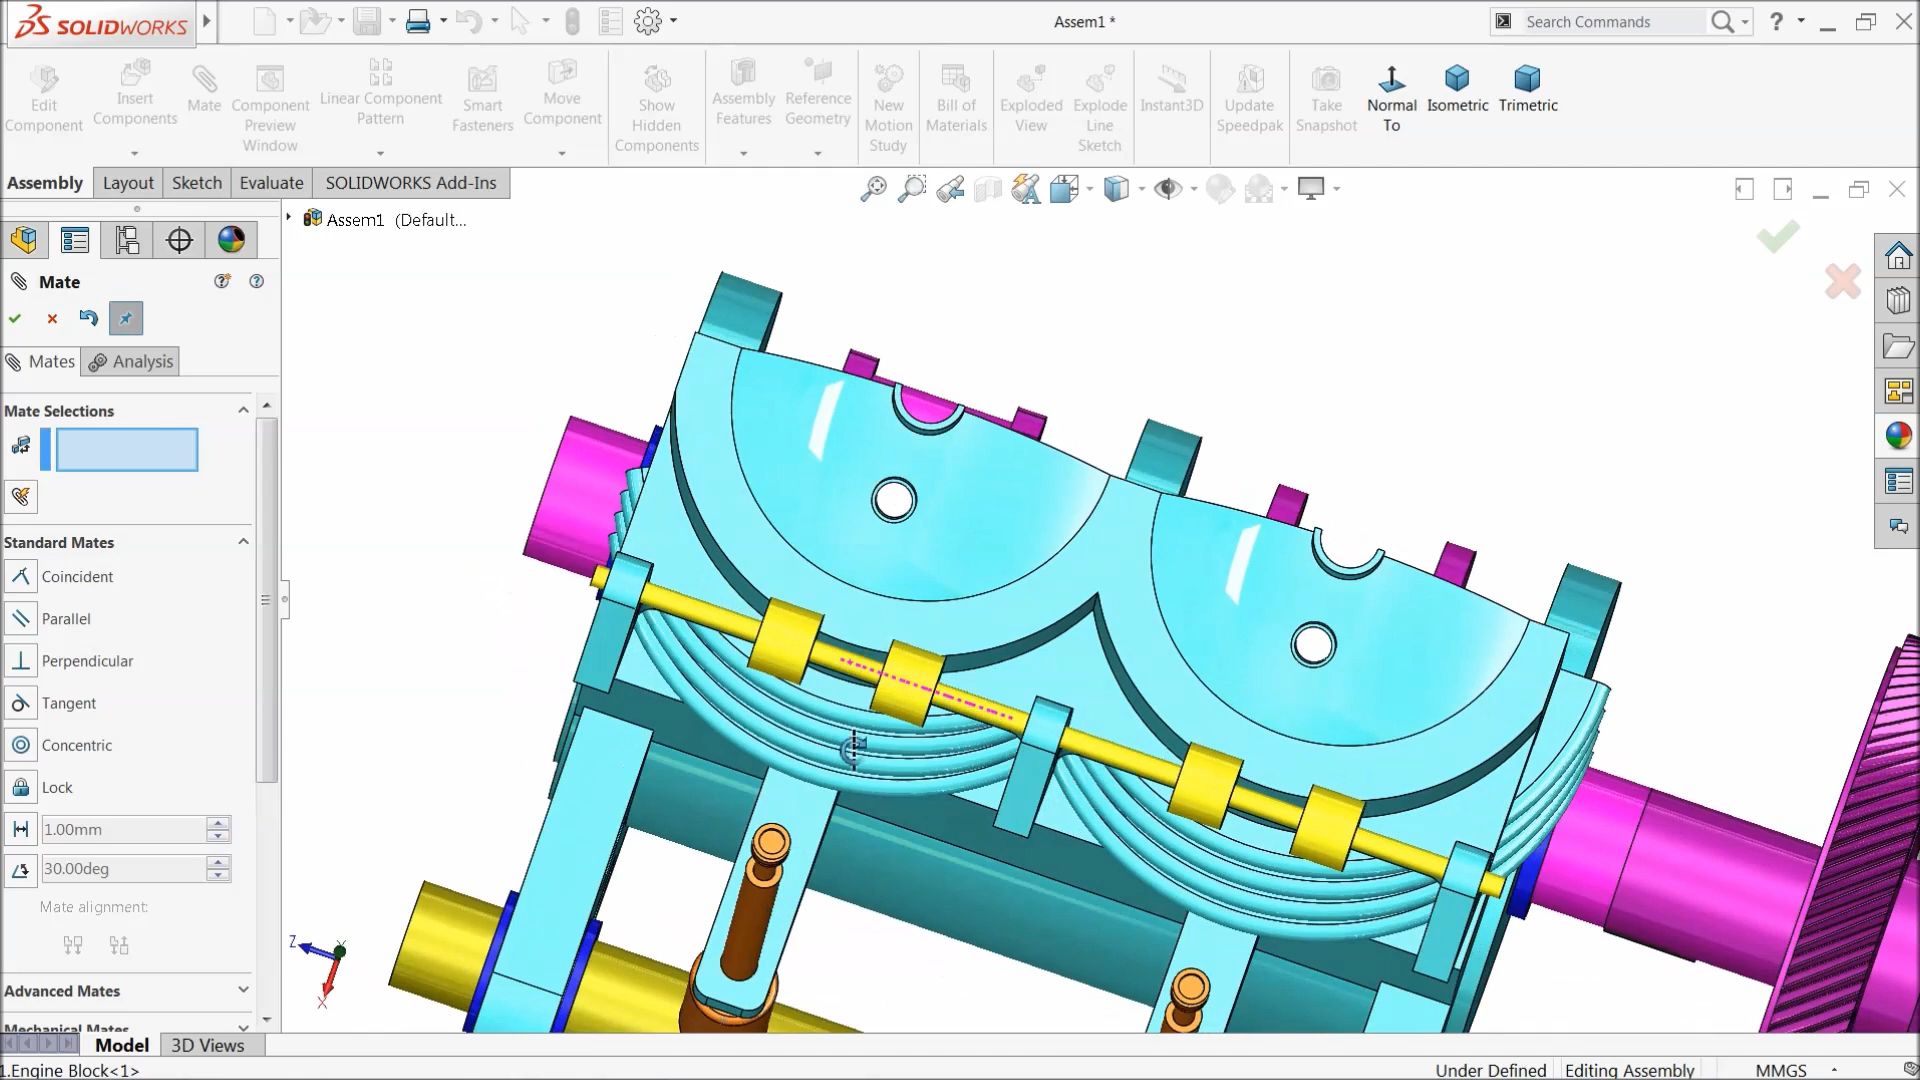 SOLIDWORKS
Assem1 *
Search Commands
?
Edit
Component
Insert
Components
Mate
Component
Preview
Window
Linear Component
Pattern
Smart
Fasteners
Move
Component
Show
Hidden
Components
Assembly
Features
Reference
Geometry
New
Motion
Study
Bill of
Materials
Exploded
View
Explode
Line
Sketch
Instant3D
Update
Speedpak
Take
Snapshot
Normal
To
Isometric
Trimetric
Assembly
Layout
Sketch
Evaluate
SOLIDWORKS Add-Ins
Assem1 (Default...
Mate
Mates
Analysis
Mate Selections
Standard Mates
Coincident
Parallel
Perpendicular
Tangent
Concentric
Lock
1.00mm
30.00deg
Mate alignment:
Advanced Mates
Mechanical Mates
Z
Y
X
Model
3D Views
1.Engine Block<1>
Under Defined
Editing Assembly
MMGS